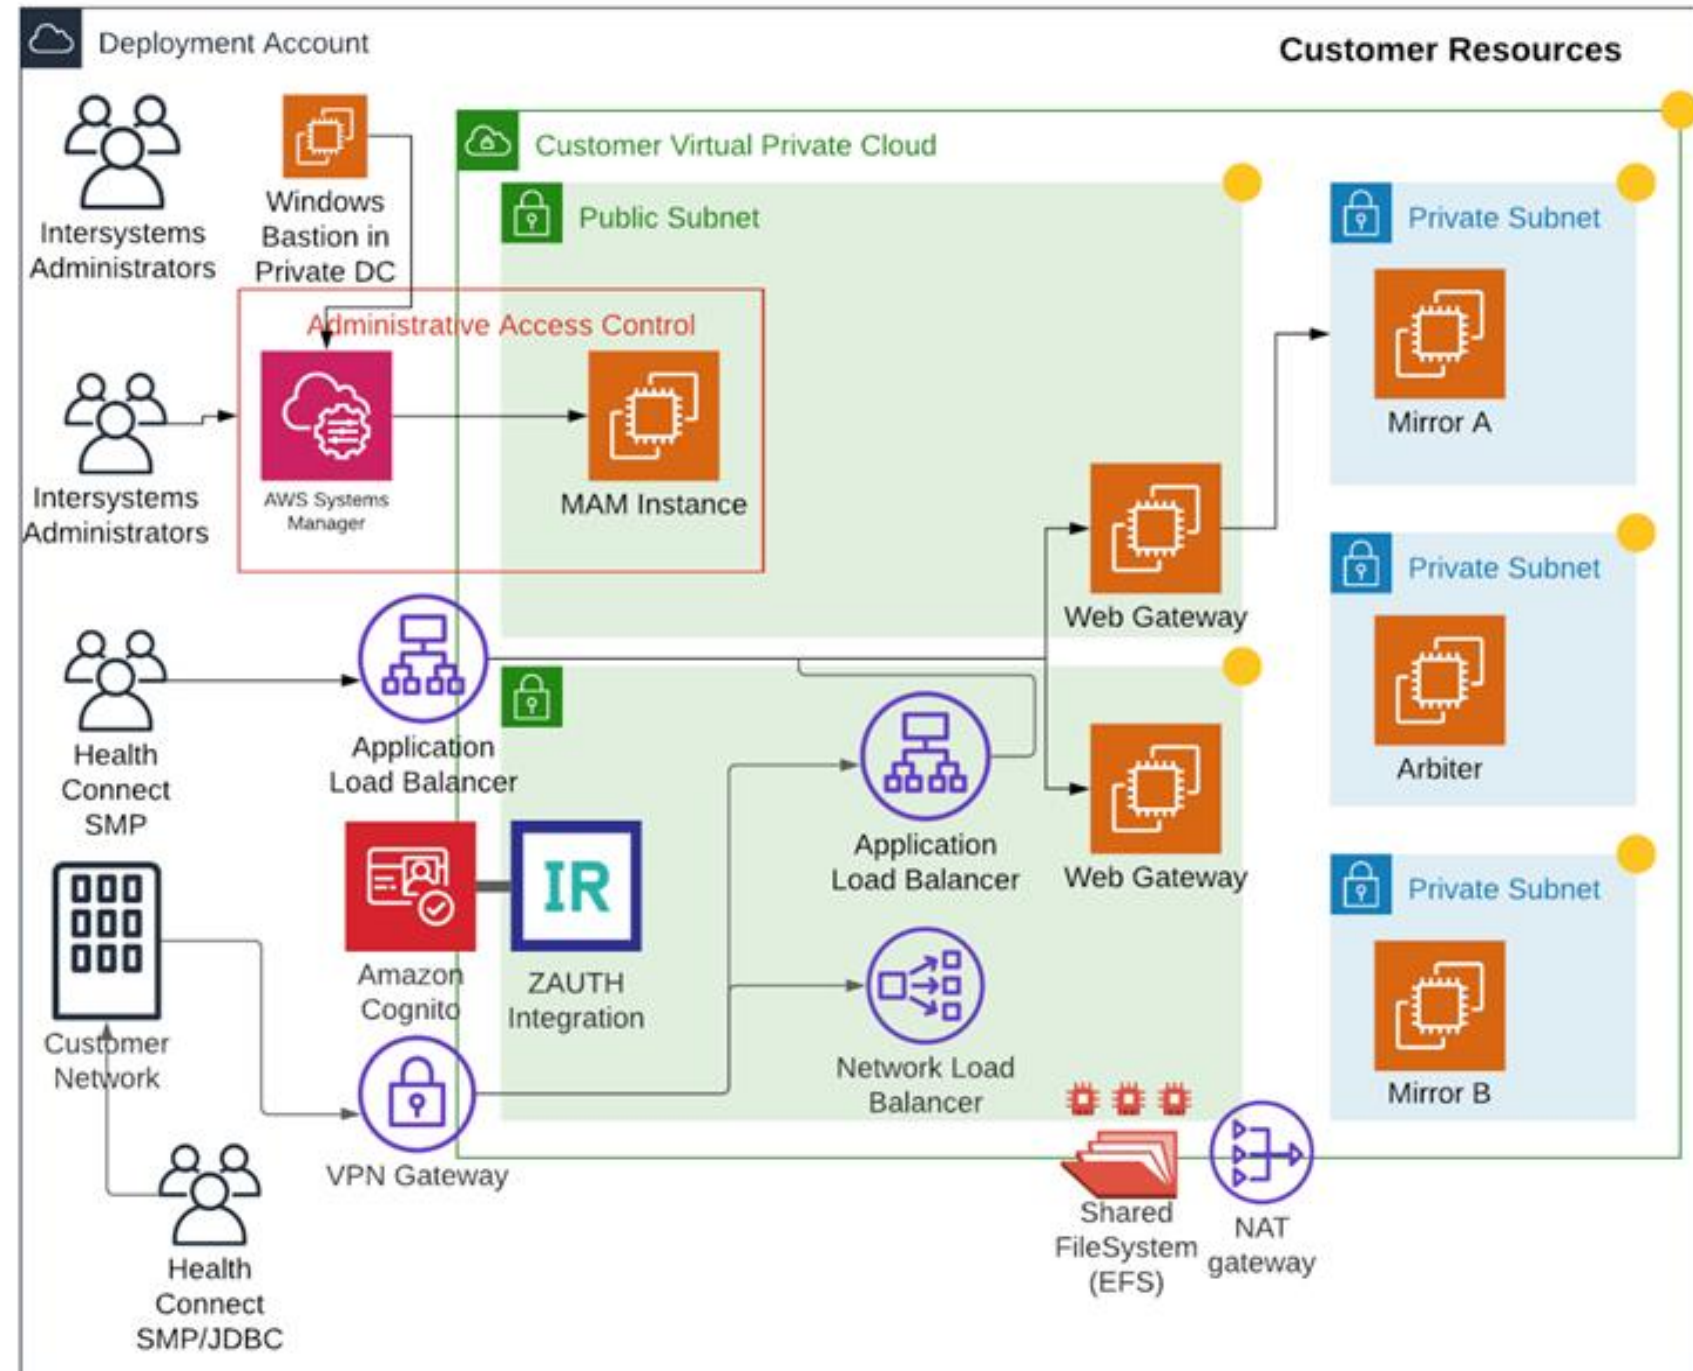 Deployment Account
Customer Resources
Intersystems
Administrators
Windows
Bastion in
Private DC
Customer Virtual Private Cloud
Public Subnet
Private Subnet
Mirror A
Administrative Access Control
Intersystems
Administrators
AWS Systems
Manager
MAM Instance
Web Gateway
Private Subnet
Arbiter
Health
Connect
SMP
Application
Load Balancer
Application
Load Balancer
Web Gateway
Private Subnet
Mirror B
Customer
Network
Amazon
Cognito
IR
ZAUTH
Integration
Network Load
Balancer
VPN Gateway
Shared
FileSystem
(EFS)
NAT
gateway
Health
Connect
SMP/JDBC